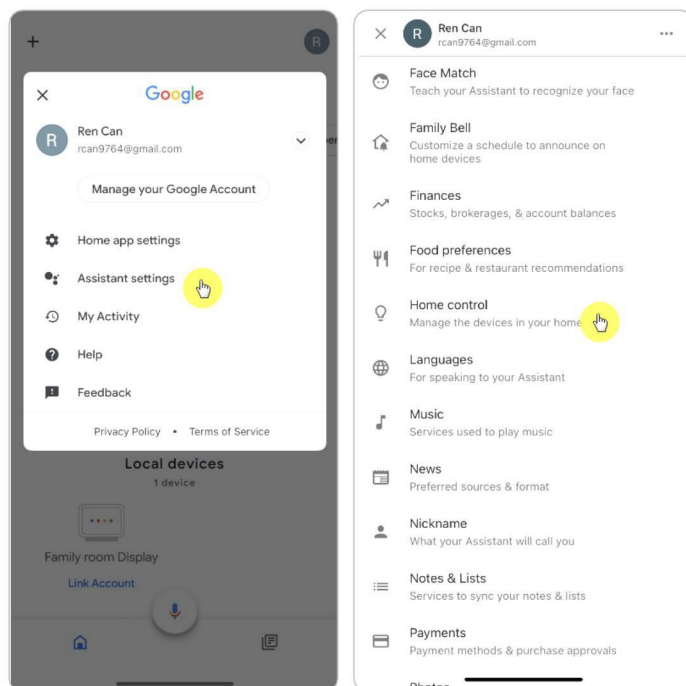 R
Google
R
Ren Can
rcan9764@gmail.com
Manage your Google Account
Home app settings
Assistant settings
My Activity
Help
Feedback
Privacy Policy • Terms of Service
Local devices
1 device
Family room Display
Link Account
R
Ren Can
rcan9764@gmail.com
Face Match
Teach your Assistant to recognize your face
Family Bell
Customize a schedule to announce on
home devices
Finances
Stocks, brokerages, & account balances
Food preferences
For recipe & restaurant recommendations
Home control
Manage the devices in your home
Languages
For speaking to your Assistant
Music
Services used to play music
News
Preferred sources & format
Nickname
What your Assistant will call you
Notes & Lists
Services to sync your notes & lists
Payments
Payment methods & purchase approvals